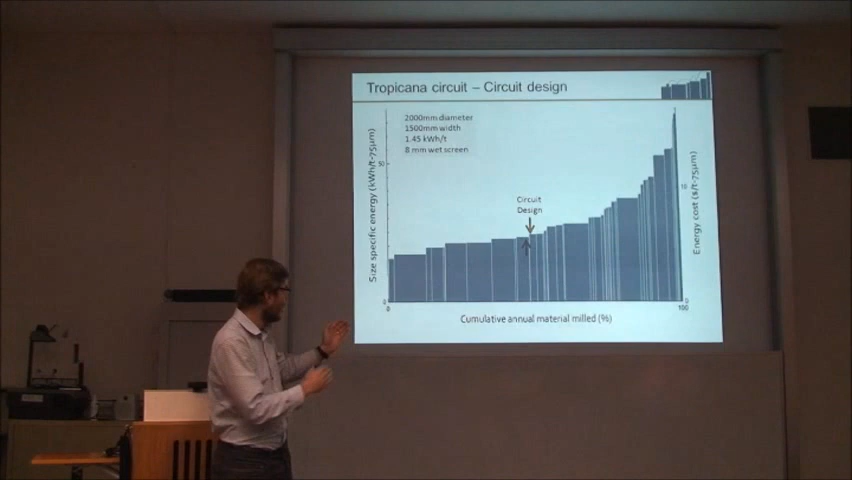 Tropicana circuit – Circuit design
2000mm diameter
1500mm width
1.45 kWh/t
8 mm wet screen
Size specific energy (kWh/t-75µm)
50
0
Circuit
Design
10
0
Energy cost ($/t-75µm)
0
100
Cumulative annual material milled (%)